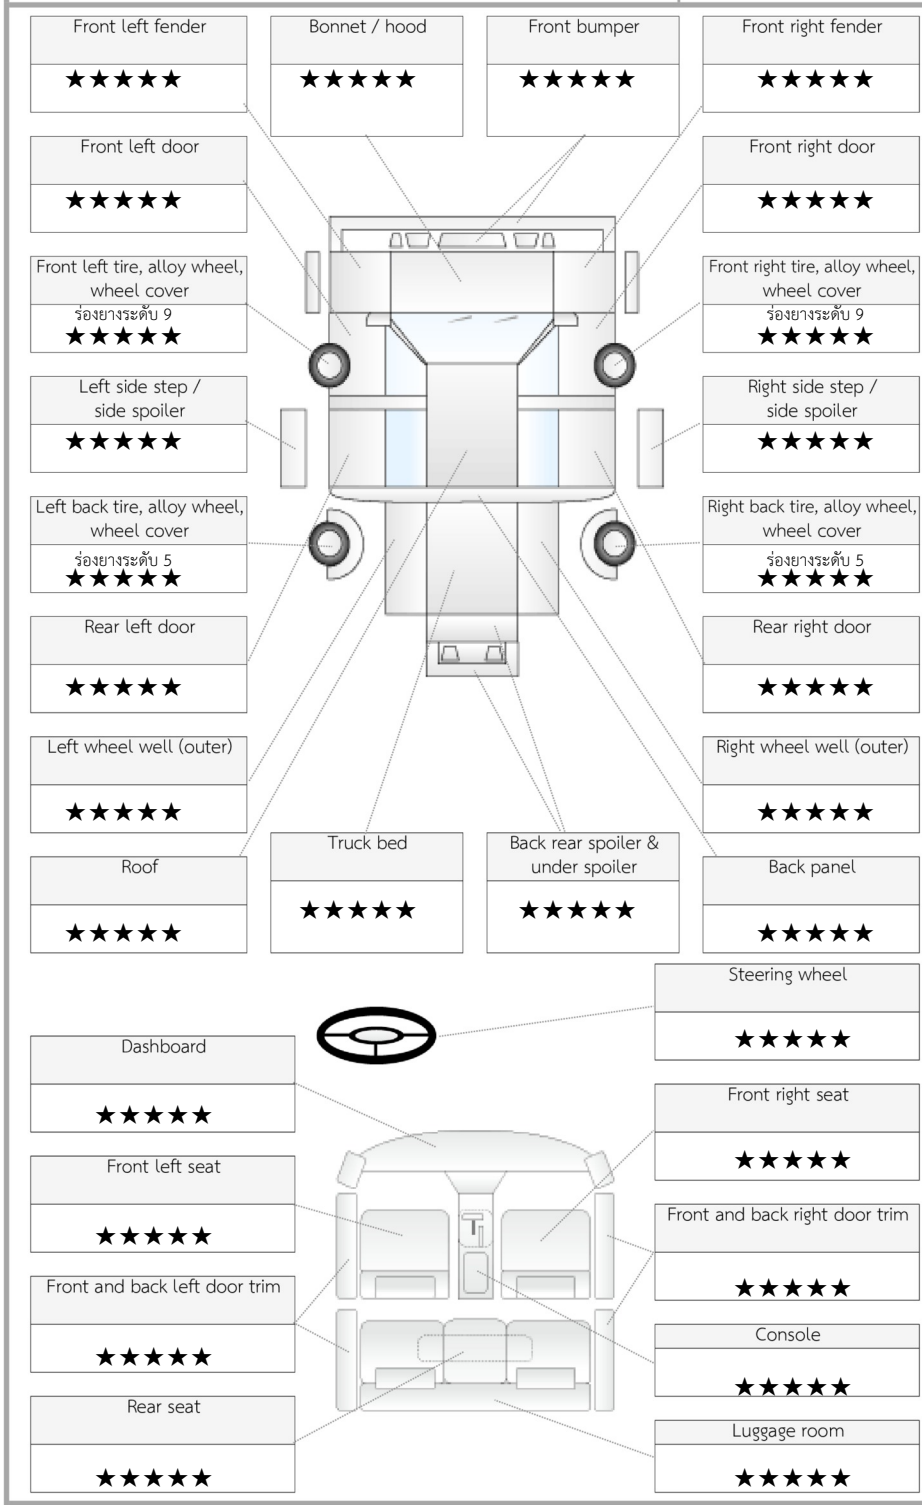 Front left fender
★★★★★
Bonnet / hood
★★★★★
Front bumper
★★★★★
Front right fender
★★★★★
Front left door
★★★★★
Front right door
★★★★★
Front left tire, alloy wheel,
wheel cover
ร่องยางระดับ 9
★★★★★
Front right tire, alloy wheel,
wheel cover
ร่องยางระดับ 9
★★★★★
Left side step /
side spoiler
★★★★★
Right side step /
side spoiler
★★★★★
Left back tire, alloy wheel,
wheel cover
ร่องยางระดับ 5
★★★★★
Right back tire, alloy wheel,
wheel cover
ร่องยางระดับ 5
★★★★★
Rear left door
★★★★★
Rear right door
★★★★★
Left wheel well (outer)
★★★★★
Right wheel well (outer)
★★★★★
Roof
★★★★★
Truck bed
★★★★★
Back rear spoiler &
under spoiler
★★★★★
Back panel
★★★★★
Steering wheel
★★★★★
Dashboard
★★★★★
Front right seat
★★★★★
Front left seat
★★★★★
Front and back right door trim
★★★★★
Front and back left door trim
★★★★★
Console
★★★★★
Rear seat
★★★★★
Luggage room
★★★★★